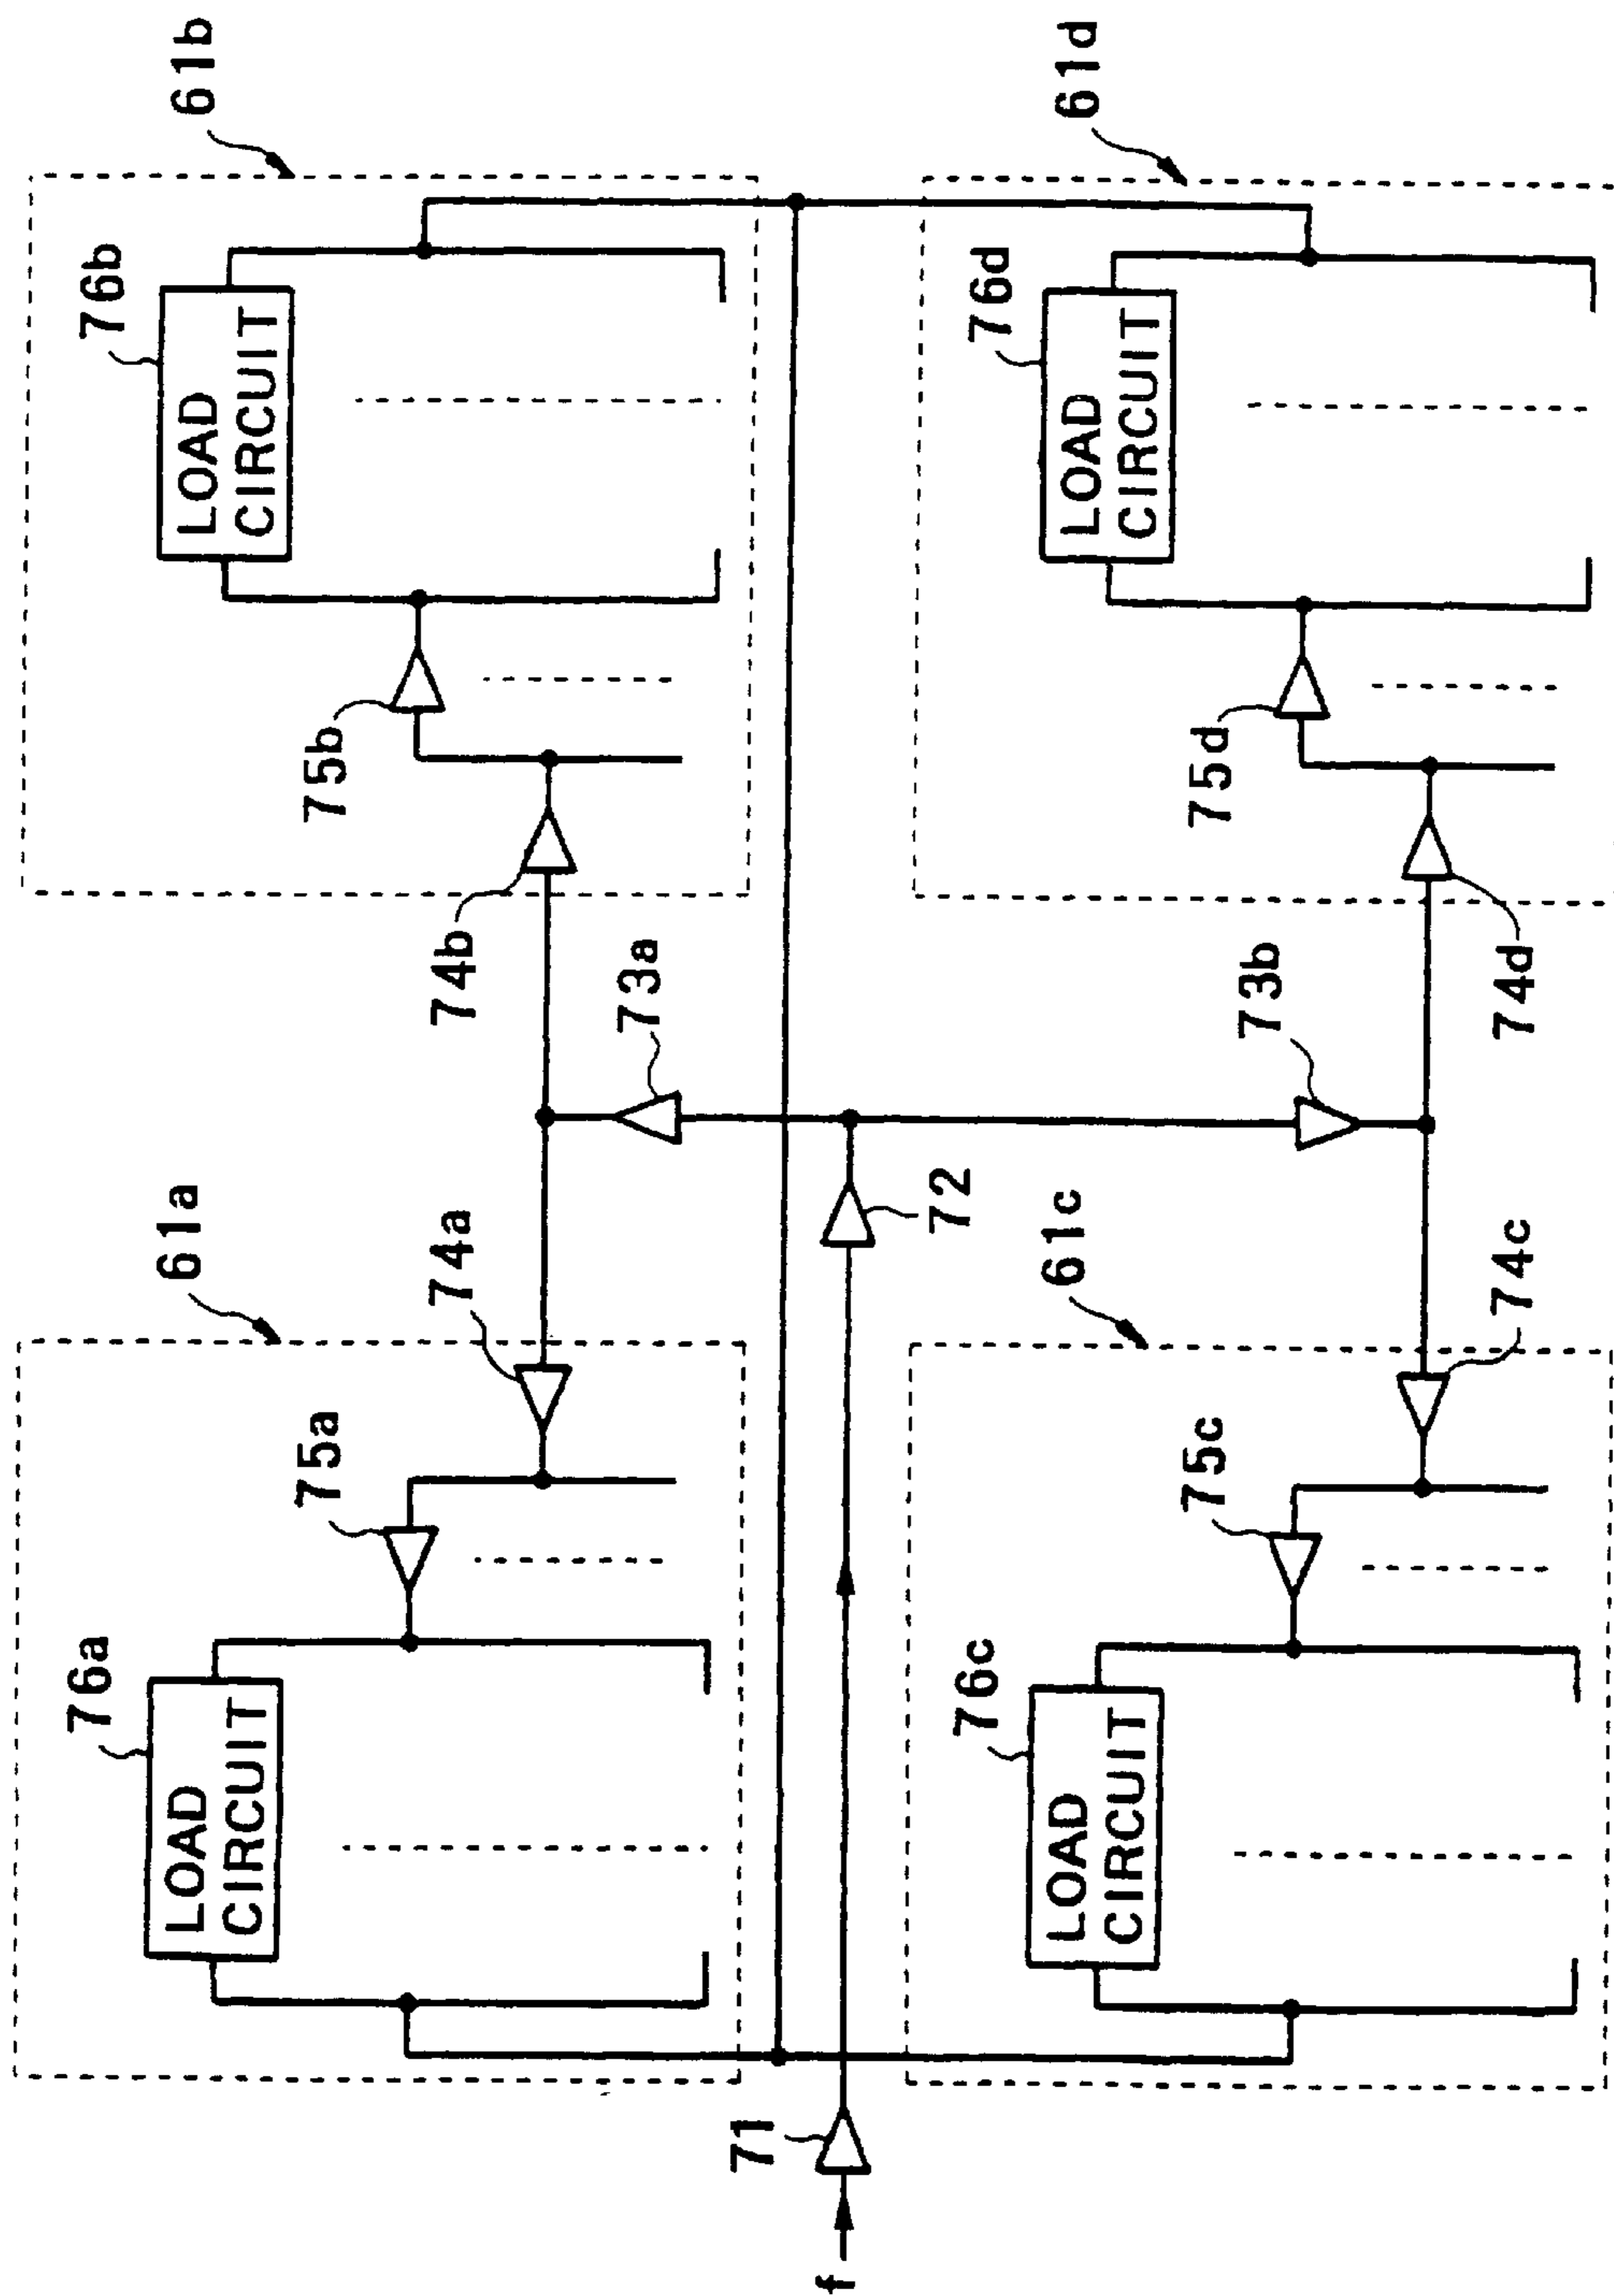 76a
61a
76b
61b
LOAD
CIRCUIT
LOAD
CIRCUIT
75a
75b
74a
74b
73a
71
f
72
76c
61c
76d
61d
LOAD
CIRCUIT
LOAD
CIRCUIT
75c
75d
73b
74c
74d